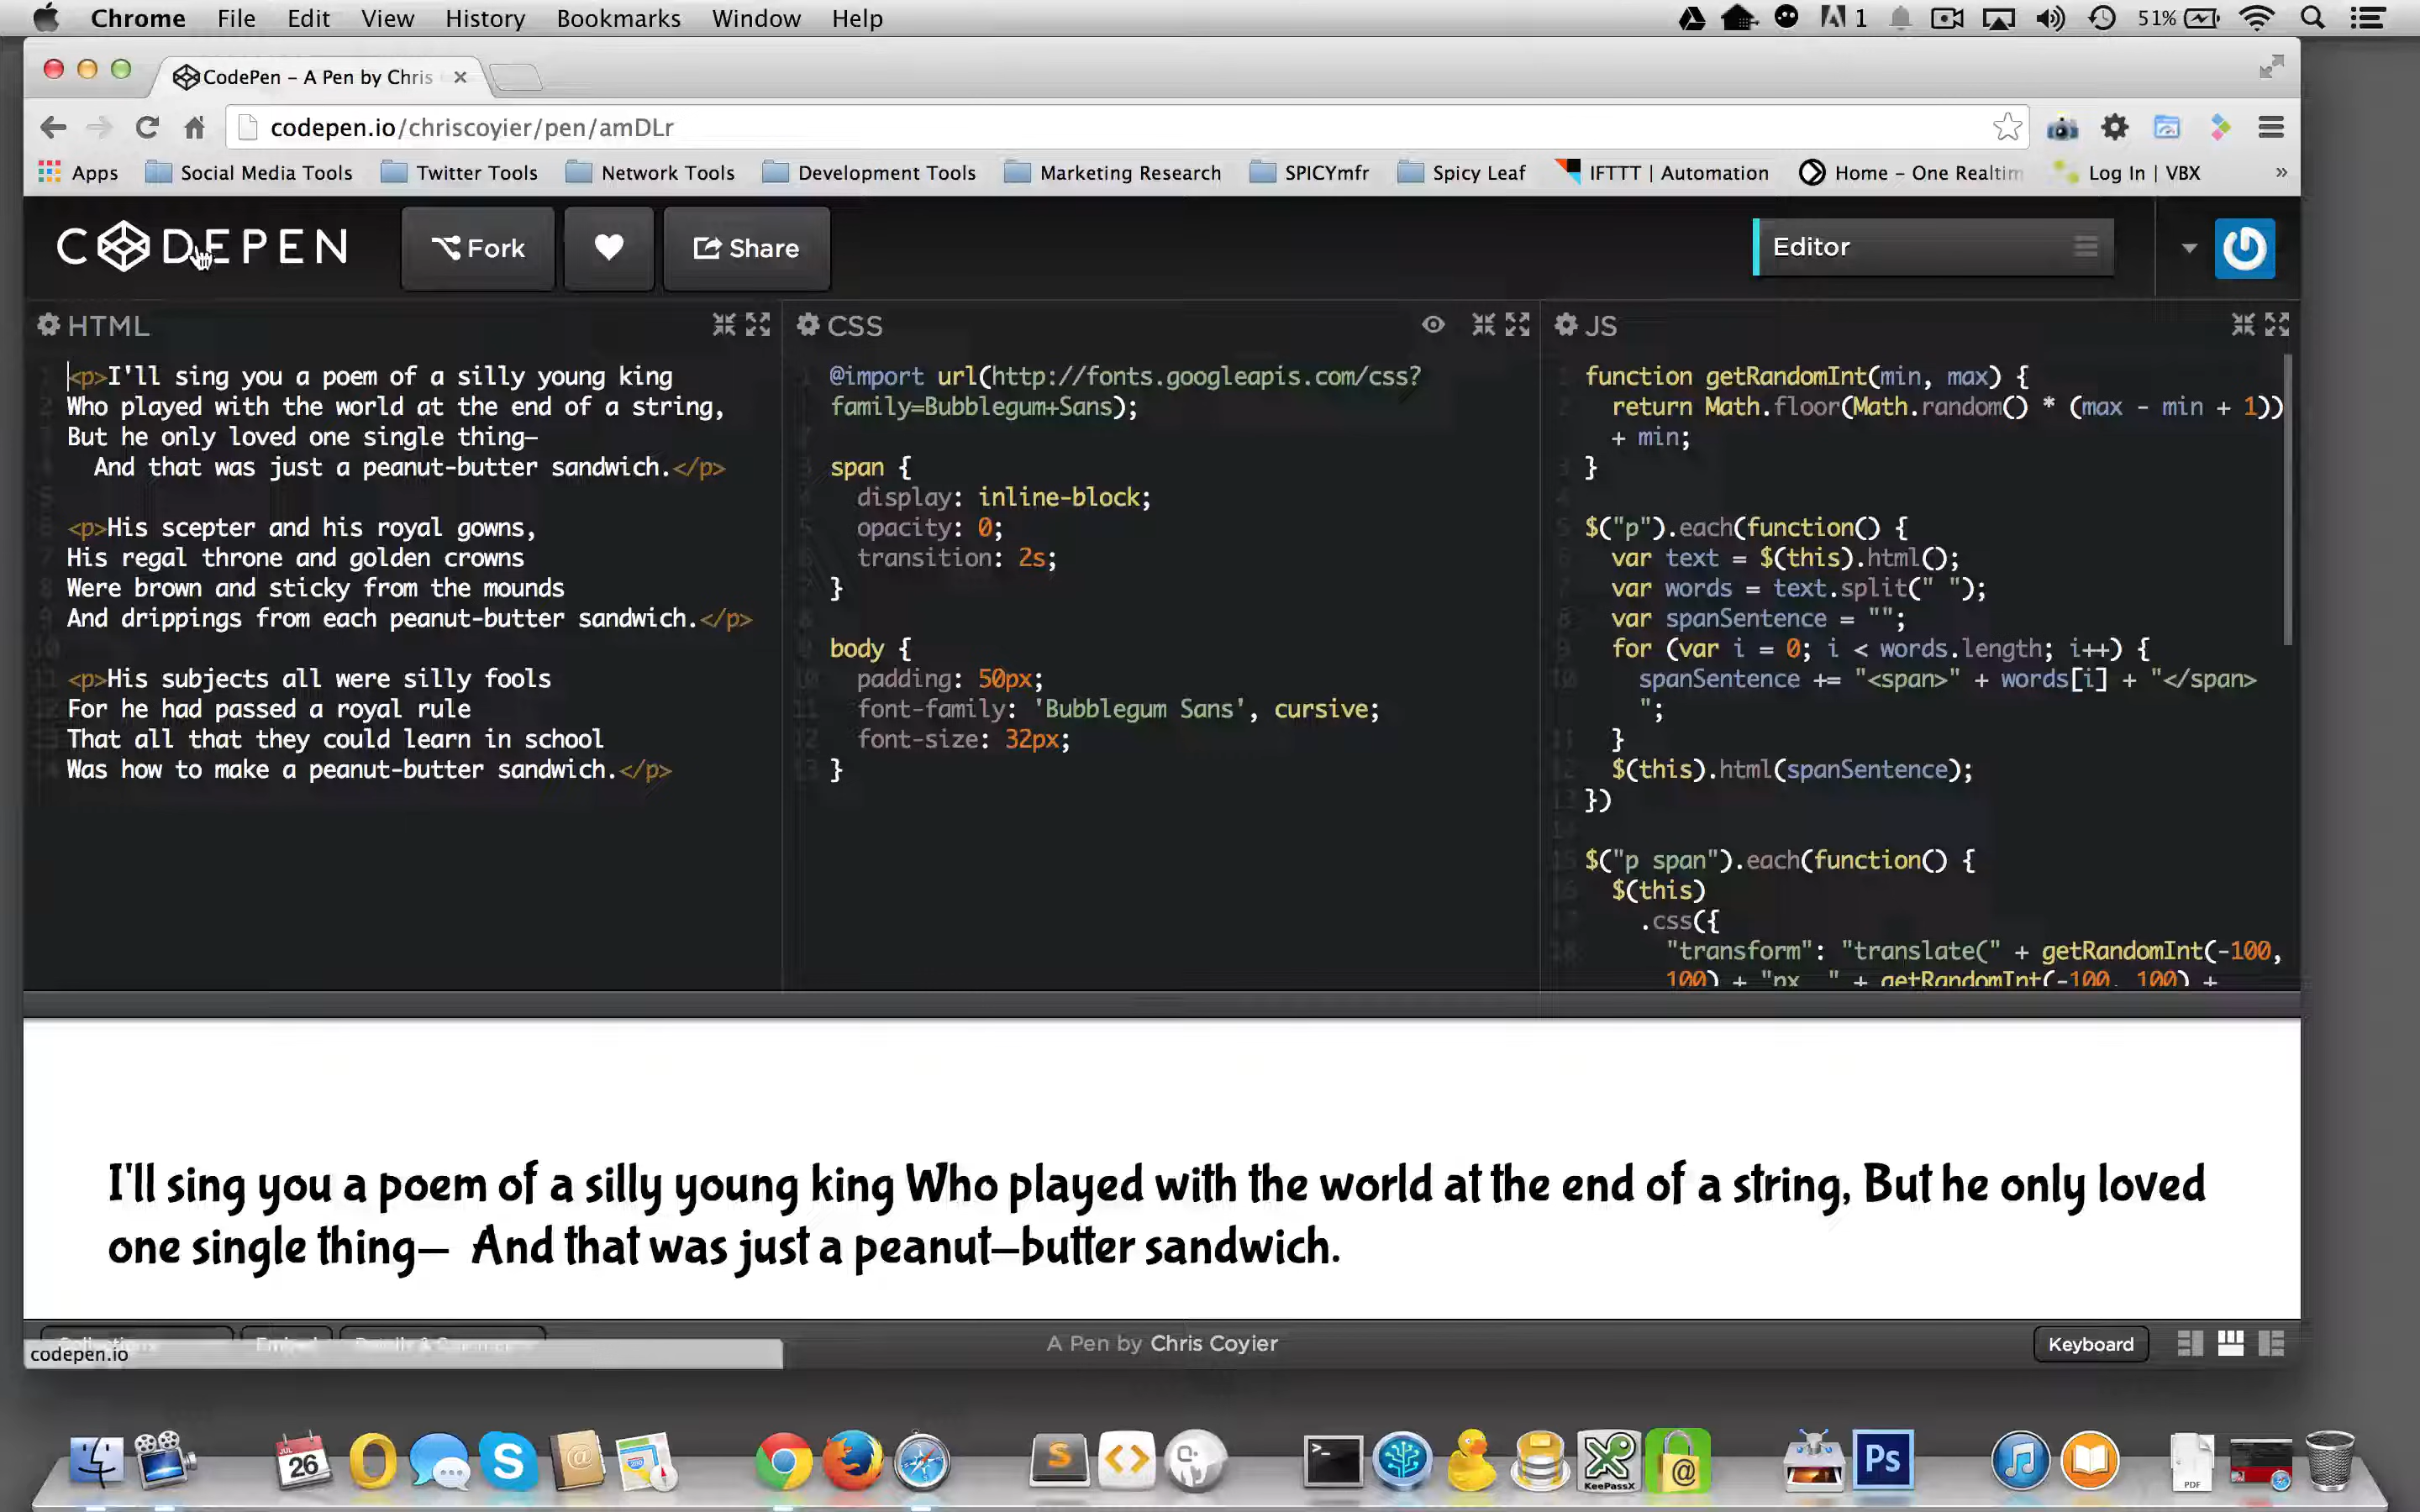 Chrome File Edit View History Bookmarks Window Help
1 51%
CodePen - A Pen by Chris
codepen.io/chriscoyier/pen/amDLr
Apps Social Media Tools Twitter Tools Network Tools Development Tools Marketing Research SPICYmfr Spicy Leaf IFTTT | Automation Home - One Realtim Log In | VBX »
CODEPEN Fork Share Editor
HTML
<p>I'll sing you a poem of a silly young king
Who played with the world at the end of a string,
But he only loved one single thing—
And that was just a peanut-butter sandwich.</p>
<p>His scepter and his royal gowns,
His regal throne and golden crowns
Were brown and sticky from the mounds
And drippings from each peanut-butter sandwich.</p>
<p>His subjects all were silly fools
For he had passed a royal rule
That all that they could learn in school
Was how to make a peanut-butter sandwich.</p>
CSS
@import url(http://fonts.googleapis.com/css?
family=Bubblegum+Sans);
span {
display: inline-block;
opacity: 0;
transition: 2s;
}
body {
padding: 50px;
font-family: 'Bubblegum Sans', cursive;
font-size: 32px;
}
JS
function getRandomInt(min, max) {
return Math.floor(Math.random() * (max - min + 1))
+ min;
}
$("p").each(function() {
var text = $(this).html();
var words = text.split(" ");
var spanSentence = "";
for (var i = 0; i < words.length; i++) {
spanSentence += "<span>" + words[i] + "</span>
";
}
$(this).html(spanSentence);
})
$("p span").each(function() {
$(this)
.css({
"transform": "translate(" + getRandomInt(-100,
100) + "px, " + getRandomInt(-100, 100) +
I'll sing you a poem of a silly young king Who played with the world at the end of a string, But he only loved
one single thing— And that was just a peanut-butter sandwich.
A Pen by Chris Coyier
Keyboard
codepen.io
JUL
26
KeePassX
Ps
PDF